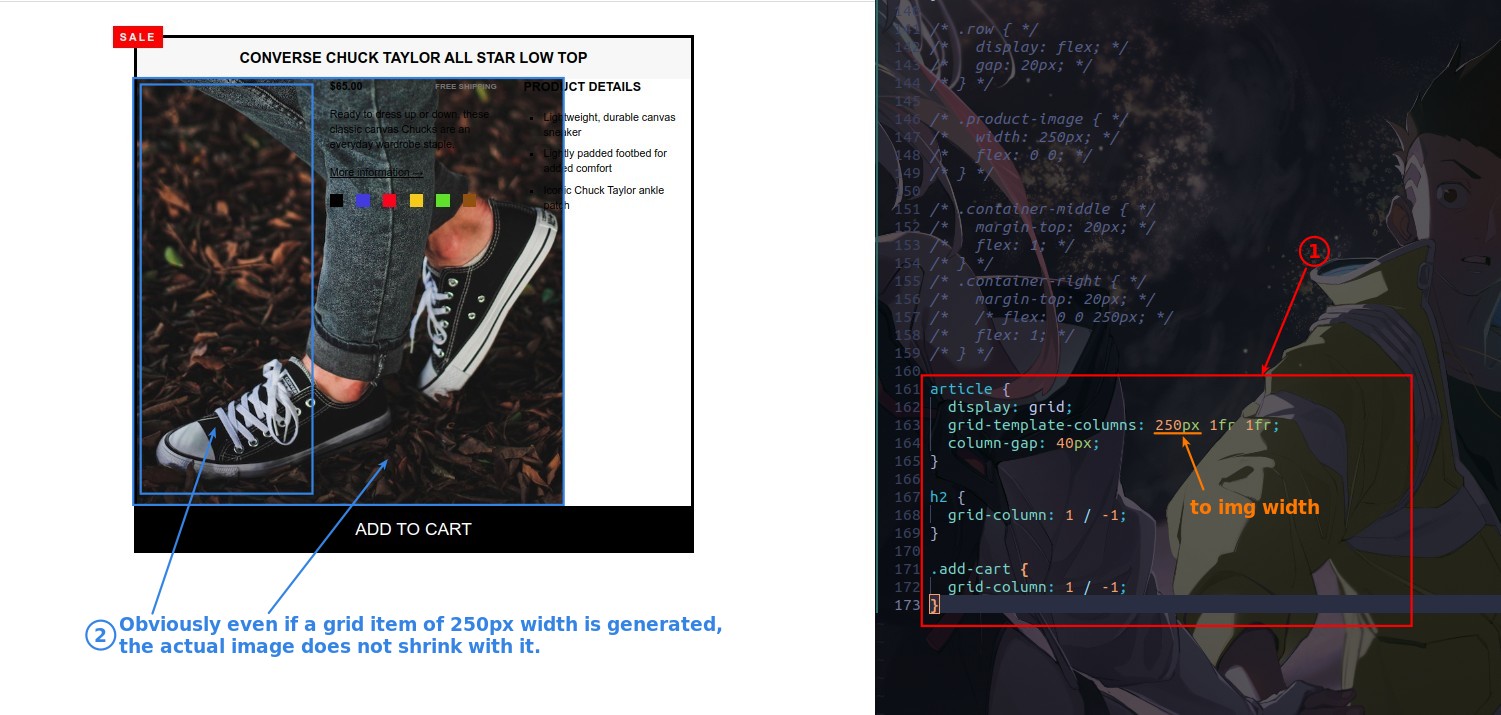 SALE
CONVERSE CHUCK TAYLOR ALL STAR LOW TOP
$65.00 FREE SHIPPING
Ready to dress up or down, these
classic canvas Chucks are an
everyday wardrobe staple.
More information →
PRODUCT DETAILS
Lightweight, durable canvas
sneaker
Lightly padded footbed for
added comfort
Iconic Chuck Taylor ankle
patch
ADD TO CART
2 Obviously even if a grid item of 250px width is generated,
the actual image does not shrink with it.
141 /* .row { */
142 /*   display: flex; */
143 /*   gap: 20px; */
144 /* } */
145
146 /* .product-image { */
147 /*   width: 250px; */
148 /*   flex: 0 0; */
149 /* } */
150
151 /* .container-middle { */
152 /*   margin-top: 20px; */
153 /*   flex: 1; */
154 /* } */
155 /* .container-right { */
156 /*   margin-top: 20px; */
157 /*   /* flex: 0 0 250px; */
158 /*   flex: 1; */
159 /* } */
160
161 article {
162   display: grid;
163   grid-template-columns: 250px 1fr 1fr;
164   column-gap: 40px;
165 }
166
167 h2 {
168   grid-column: 1 / -1;
169 }
170
171 .add-cart {
172   grid-column: 1 / -1;
173 }
1
to img width